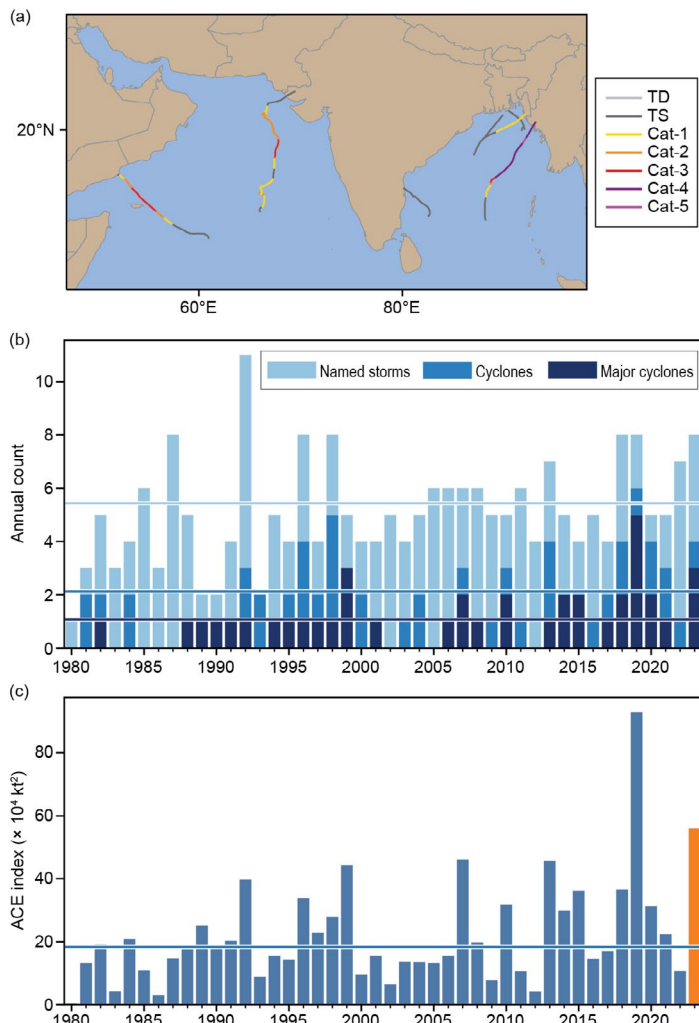 (a)
20°N
60°E
80°E
TD
TS
Cat-1
Cat-2
Cat-3
Cat-4
Cat-5
(b)
Named storms
Cyclones
Major cyclones
Annual count
10
8
6
4
2
0
1980
1985
1990
1995
2000
2005
2010
2015
2020
(c)
ACE index (× 10⁴ kt²)
80
60
40
20
0
1980
1985
1990
1995
2000
2005
2010
2015
2020